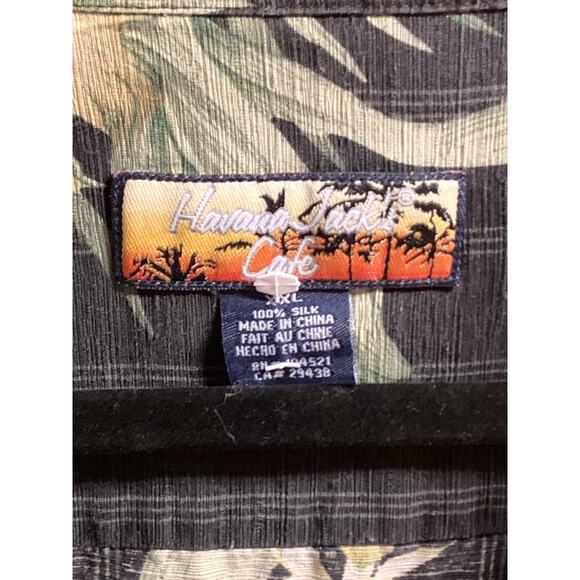 Havana Jack's®
Cafe
XXL
100% SILK
MADE IN CHINA
FAIT AU CHINE
HECHO EN CHINA
CA# 29438